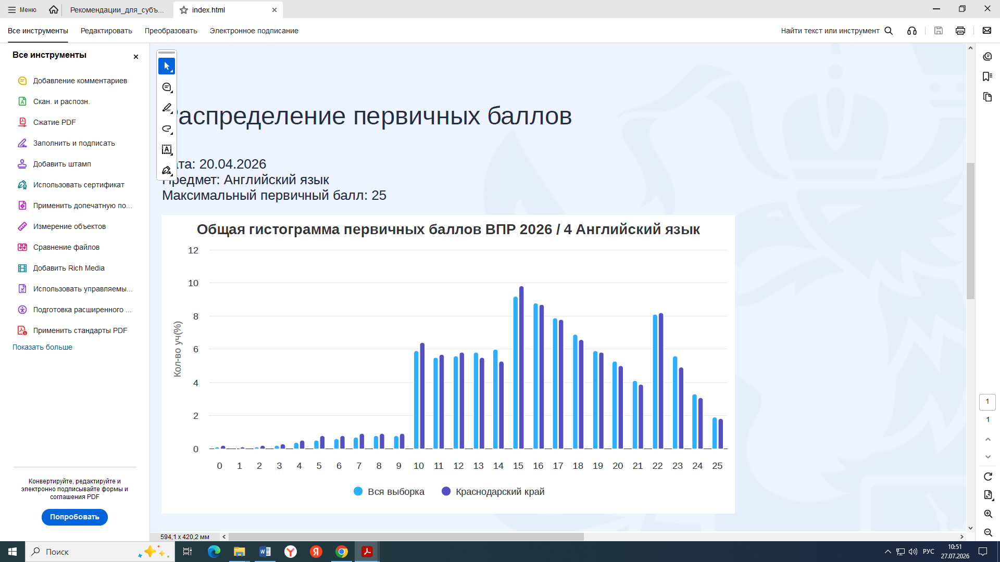 Меню
Рекомендации_для_субъ...
index.html
Все инструменты
Редактировать
Преобразовать
Электронное подписание
Найти текст или инструмент
Все инструменты
Добавление комментариев
Скан. и распозн.
Сжатие PDF
Заполнить и подписать
Добавить штамп
Использовать сертификат
Применить допечатную по...
Измерение объектов
Сравнение файлов
Добавить Rich Media
Использовать управляемы...
Подготовка расширенного ...
Применить стандарты PDF
Показать больше
Конвертируйте, редактируйте и
электронно подписывайте формы и
соглашения PDF
Попробовать
Распределение первичных баллов
Дата: 20.04.2026
Предмет: Английский язык
Максимальный первичный балл: 25
Общая гистограмма первичных баллов ВПР 2026 / 4 Английский язык
Кол-во уч(%)
12
10
8
6
4
2
0
0 1 2 3 4 5 6 7 8 9 10 11 12 13 14 15 16 17 18 19 20 21 22 23 24 25
Вся выборка
Краснодарский край
594,1 x 420,2 мм
1
1
Поиск
РУС
10:51
27.07.2026